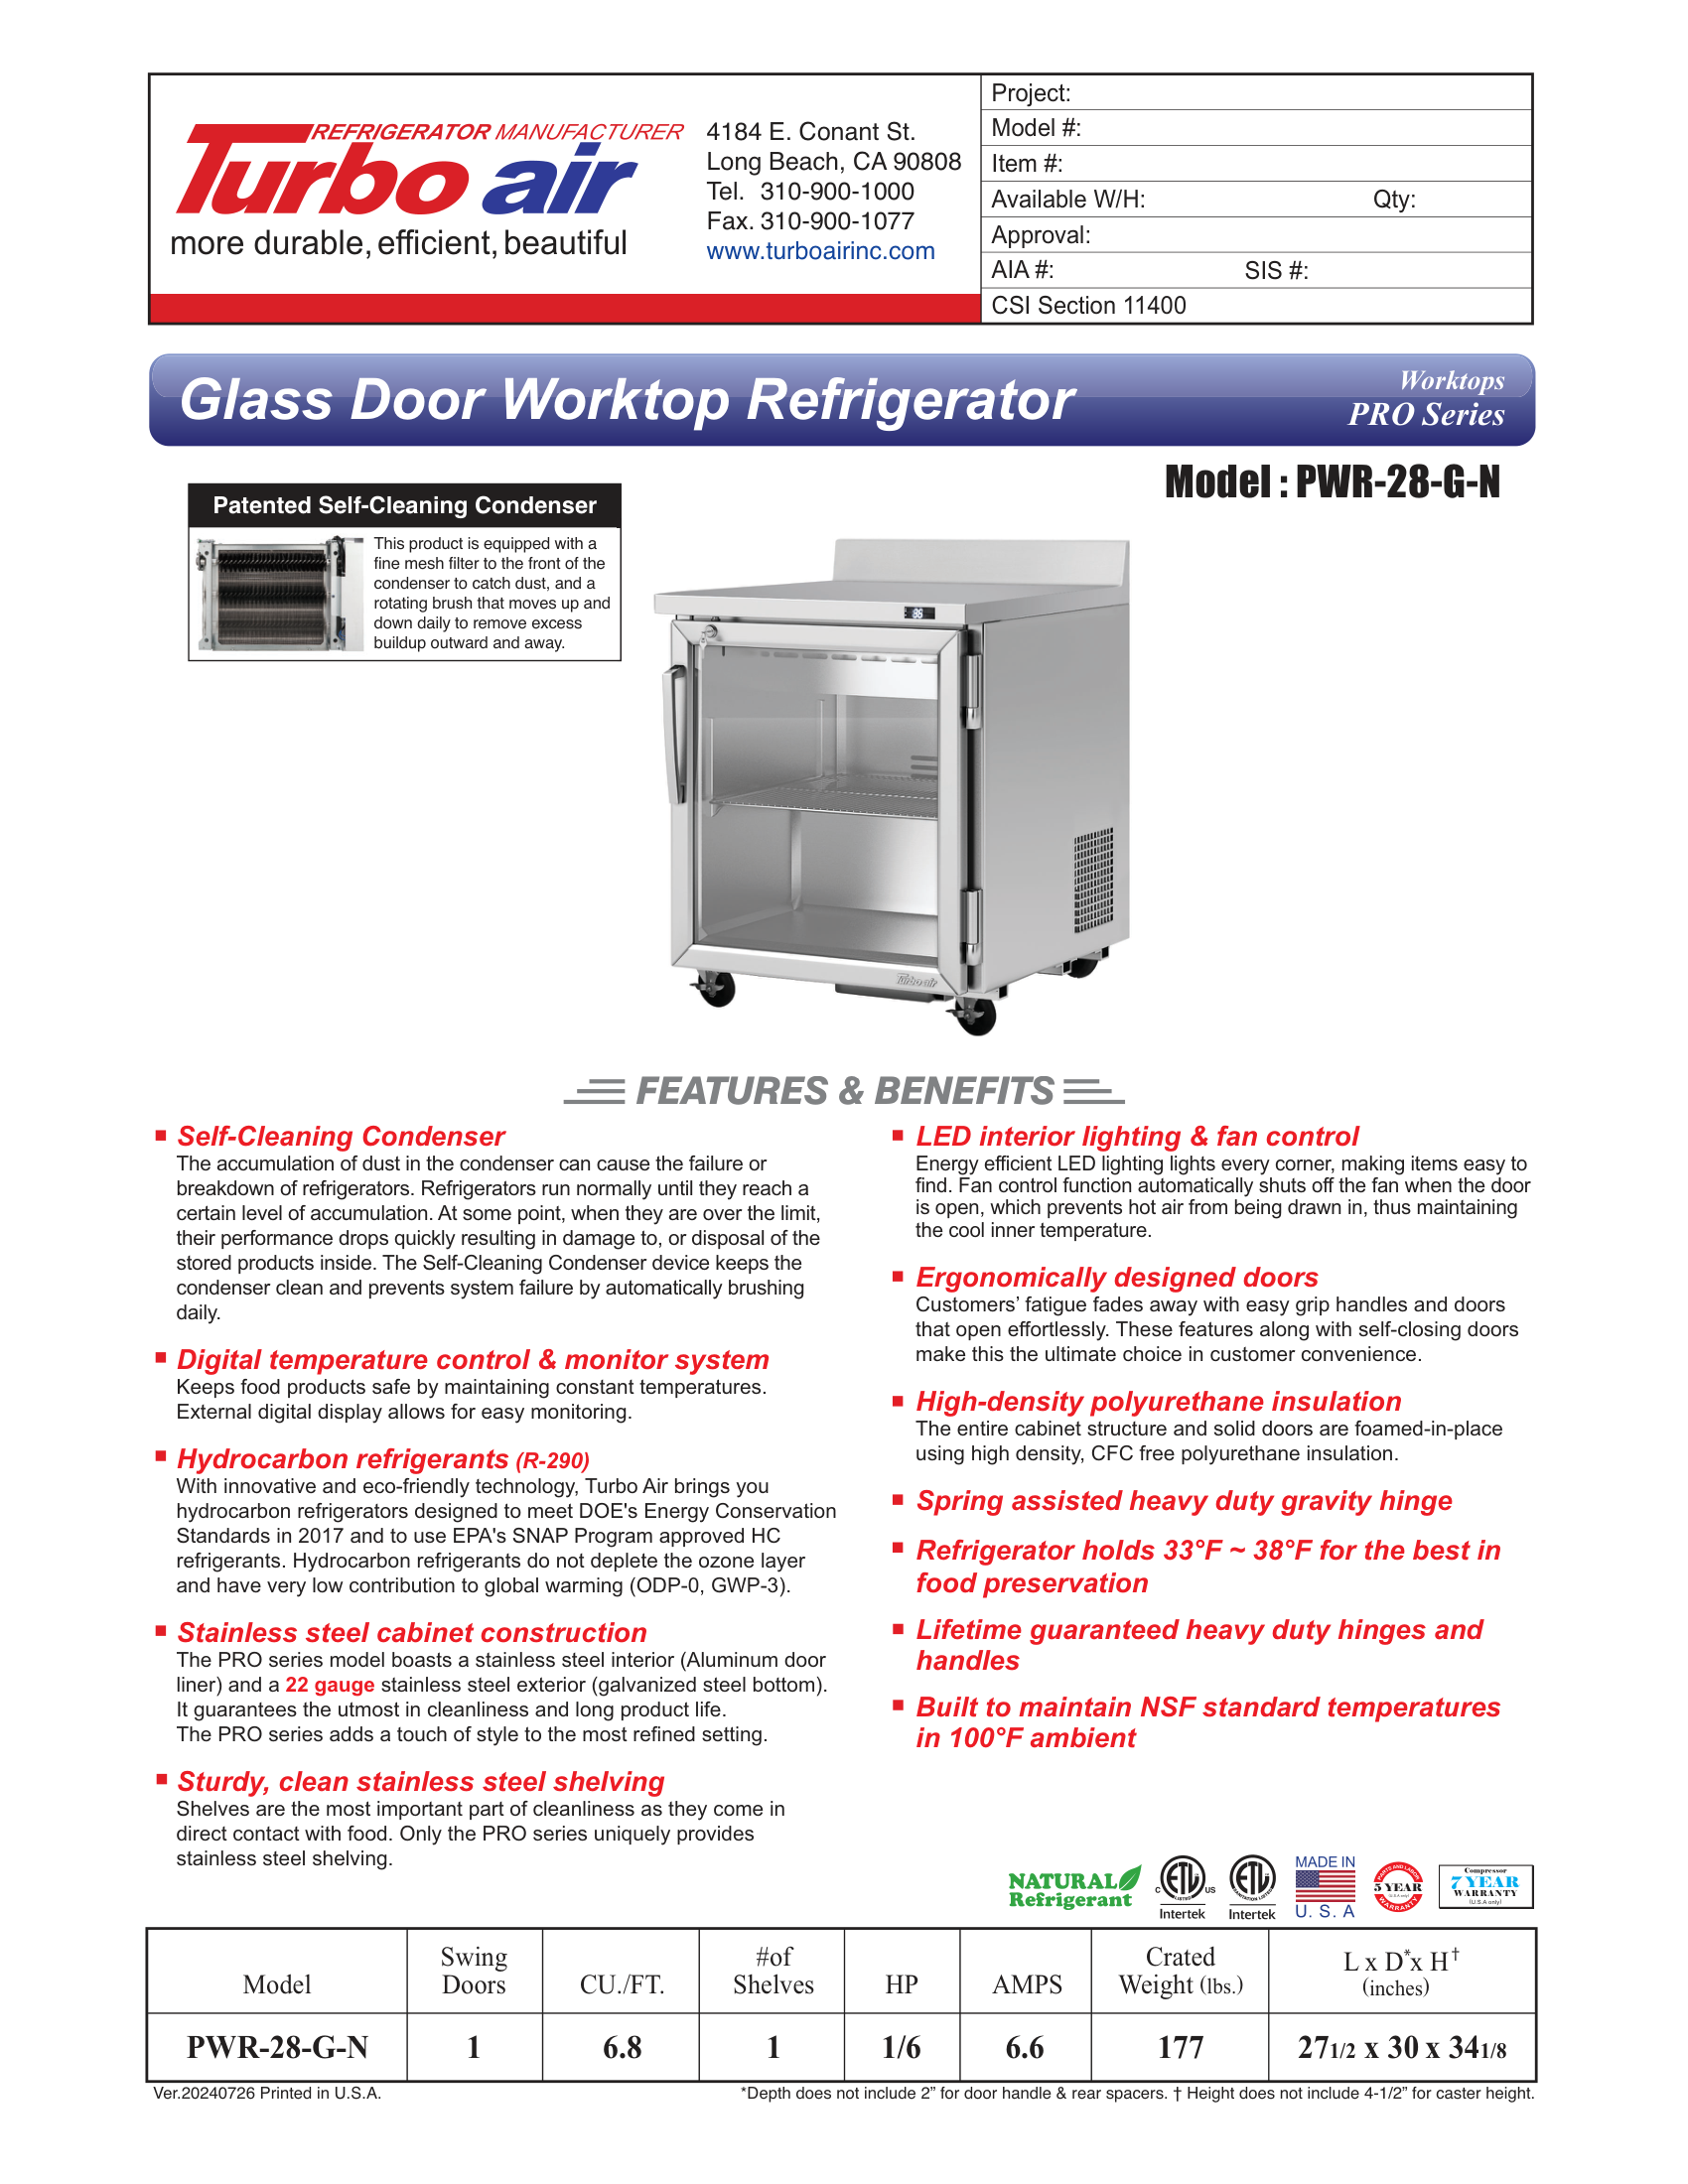 REFRIGERATOR MANUFACTURER
Turbo air
more durable, efficient, beautiful
4184 E. Conant St.
Long Beach, CA 90808
Tel. 310-900-1000
Fax. 310-900-1077
www.turboairinc.com
Project:
Model #:
Item #:
Available W/H: Qty:
Approval:
AIA #: SIS #:
CSI Section 11400
Glass Door Worktop Refrigerator
Worktops
PRO Series
Model : PWR-28-G-N
Patented Self-Cleaning Condenser
This product is equipped with a
fine mesh filter to the front of the
condenser to catch dust, and a
rotating brush that moves up and
down daily to remove excess
buildup outward and away.
Turbo air
FEATURES & BENEFITS
Self-Cleaning Condenser
The accumulation of dust in the condenser can cause the failure or
breakdown of refrigerators. Refrigerators run normally until they reach a
certain level of accumulation. At some point, when they are over the limit,
their performance drops quickly resulting in damage to, or disposal of the
stored products inside. The Self-Cleaning Condenser device keeps the
condenser clean and prevents system failure by automatically brushing
daily.
Digital temperature control & monitor system
Keeps food products safe by maintaining constant temperatures.
External digital display allows for easy monitoring.
Hydrocarbon refrigerants (R-290)
With innovative and eco-friendly technology, Turbo Air brings you
hydrocarbon refrigerators designed to meet DOE's Energy Conservation
Standards in 2017 and to use EPA's SNAP Program approved HC
refrigerants. Hydrocarbon refrigerants do not deplete the ozone layer
and have very low contribution to global warming (ODP-0, GWP-3).
Stainless steel cabinet construction
The PRO series model boasts a stainless steel interior (Aluminum door
liner) and a 22 gauge stainless steel exterior (galvanized steel bottom).
It guarantees the utmost in cleanliness and long product life.
The PRO series adds a touch of style to the most refined setting.
Sturdy, clean stainless steel shelving
Shelves are the most important part of cleanliness as they come in
direct contact with food. Only the PRO series uniquely provides
stainless steel shelving.
LED interior lighting & fan control
Energy efficient LED lighting lights every corner, making items easy to
find. Fan control function automatically shuts off the fan when the door
is open, which prevents hot air from being drawn in, thus maintaining
the cool inner temperature.
Ergonomically designed doors
Customers’ fatigue fades away with easy grip handles and doors
that open effortlessly. These features along with self-closing doors
make this the ultimate choice in customer convenience.
High-density polyurethane insulation
The entire cabinet structure and solid doors are foamed-in-place
using high density, CFC free polyurethane insulation.
Spring assisted heavy duty gravity hinge
Refrigerator holds 33°F ~ 38°F for the best in
food preservation
Lifetime guaranteed heavy duty hinges and
handles
Built to maintain NSF standard temperatures
in 100°F ambient
NATURAL
Refrigerant
C ETL US
LISTED
Intertek
ETL
SANITATION LISTED
Intertek
MADE IN
U. S. A
PARTS AND LABOR
5 YEAR
(U.S.A only)
WARRANTY
Compressor
7 YEAR
WARRANTY
(U.S.A only)
Model Swing Doors CU./FT. #of Shelves HP AMPS Crated Weight (lbs.) L x D* x H† (inches)
PWR-28-G-N 1 6.8 1 1/6 6.6 177 271/2 x 30 x 341/8
Ver.20240726 Printed in U.S.A.
*Depth does not include 2” for door handle & rear spacers. † Height does not include 4-1/2” for caster height.